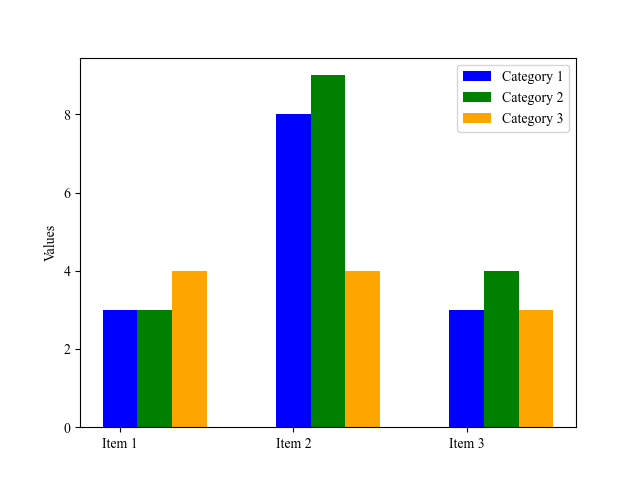 Category 1
Category 2
Category 3
8
6
4
2
0
Values
Item 1 Item 2 Item 3